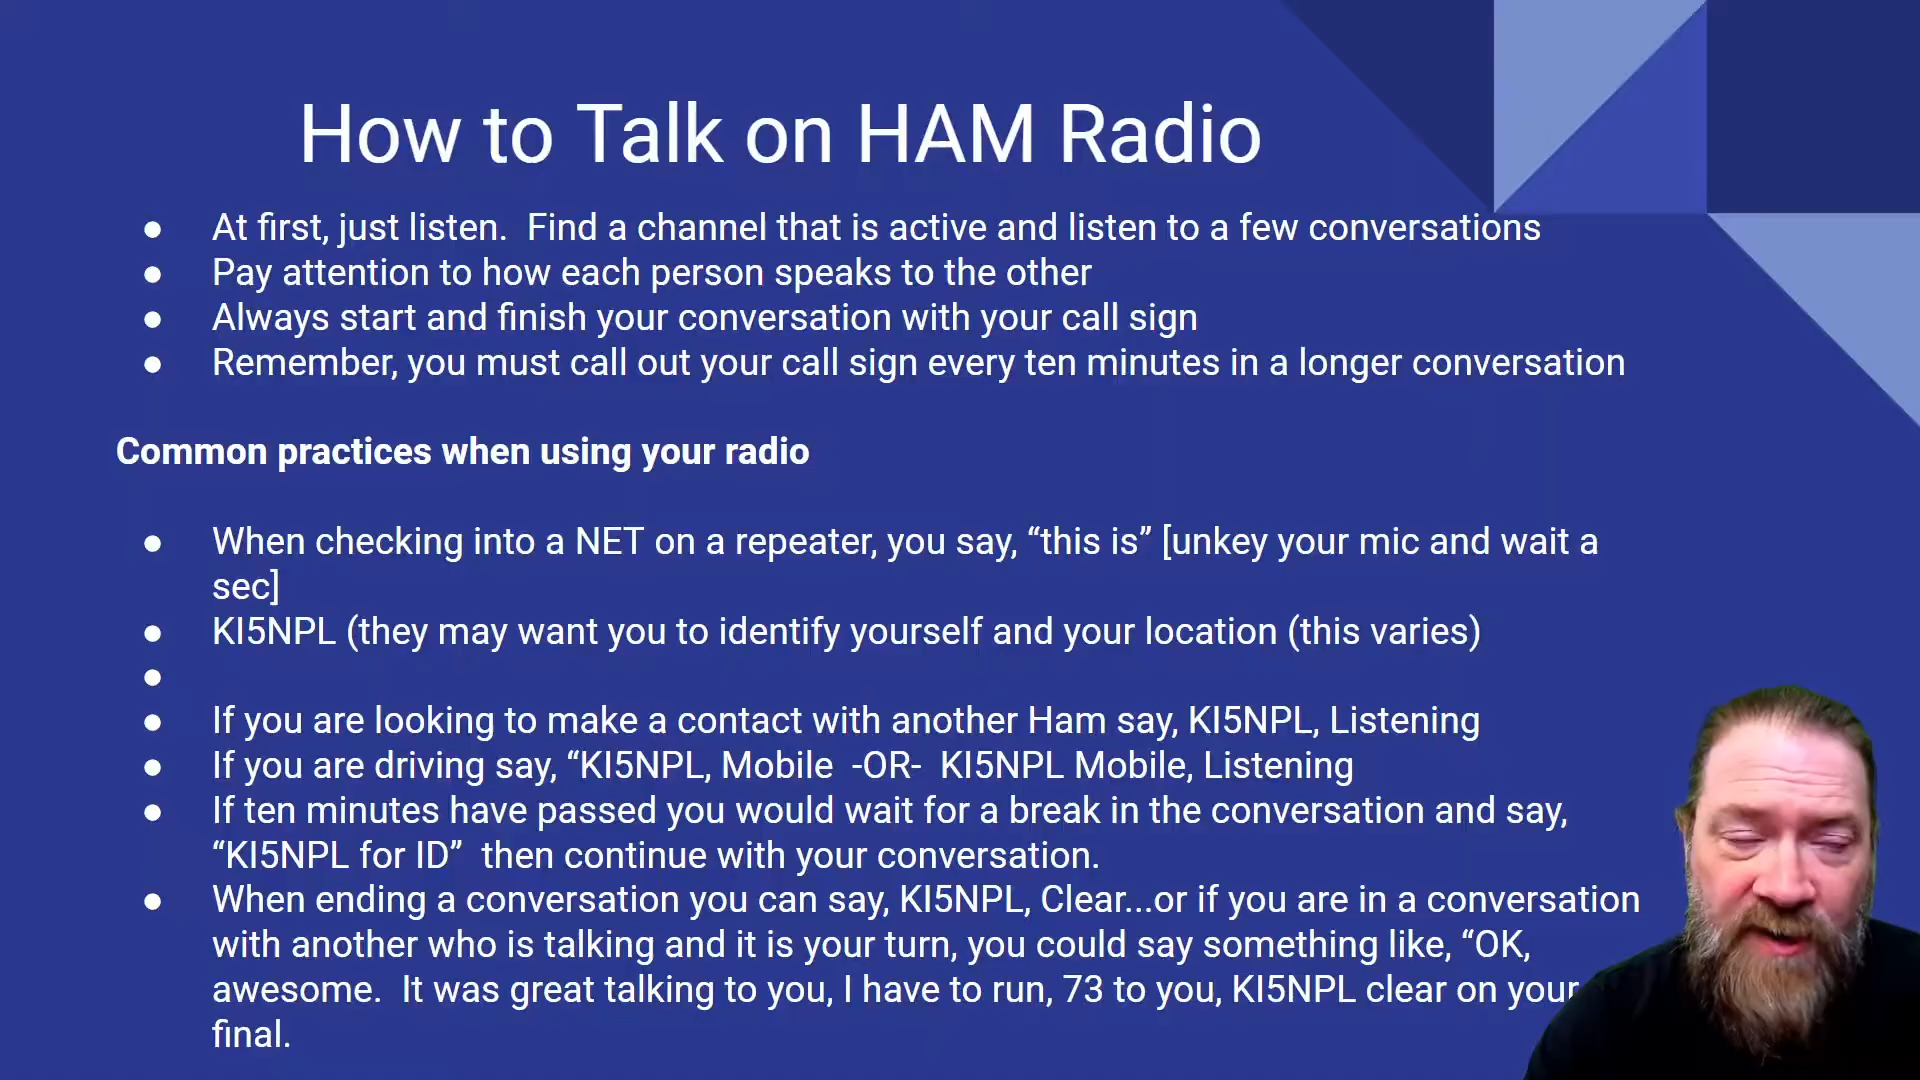 How to Talk on HAM Radio
● At first, just listen.  Find a channel that is active and listen to a few conversations
● Pay attention to how each person speaks to the other
● Always start and finish your conversation with your call sign
● Remember, you must call out your call sign every ten minutes in a longer conversation
Common practices when using your radio
● When checking into a NET on a repeater, you say, “this is” [unkey your mic and wait a
sec]
● KI5NPL (they may want you to identify yourself and your location (this varies)
●
● If you are looking to make a contact with another Ham say, KI5NPL, Listening
● If you are driving say, “KI5NPL, Mobile  -OR-  KI5NPL Mobile, Listening
● If ten minutes have passed you would wait for a break in the conversation and say,
“KI5NPL for ID”  then continue with your conversation.
● When ending a conversation you can say, KI5NPL, Clear...or if you are in a conversation
with another who is talking and it is your turn, you could say something like, “OK,
awesome.  It was great talking to you, I have to run, 73 to you, KI5NPL clear on your
final.